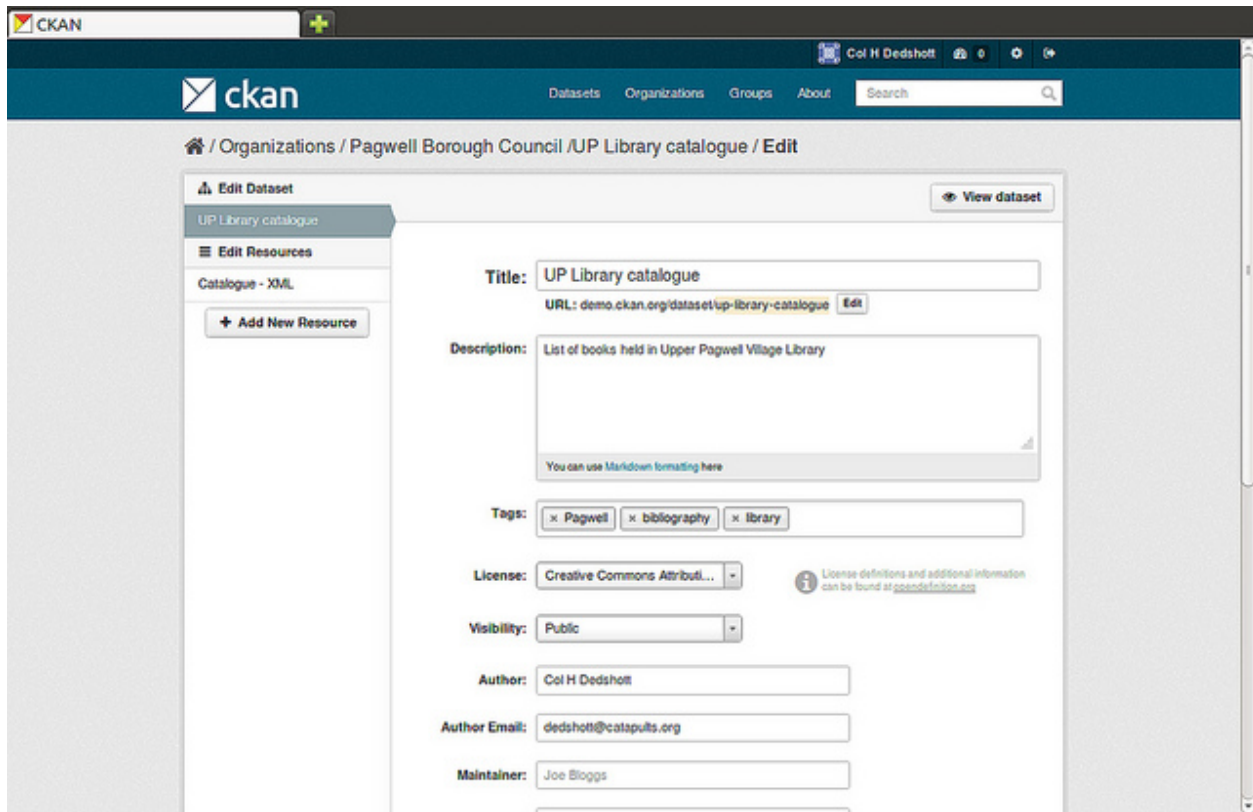 CKAN
Col H Dedshott 0
ckan
Datasets Organizations Groups About Search
/ Organizations / Pagwell Borough Council /UP Library catalogue / Edit
Edit Dataset
View dataset
UP Library catalogue
Edit Resources
Catalogue - XML
+ Add New Resource
Title: UP Library catalogue
URL: demo.ckan.org/dataset/up-library-catalogue Edit
Description: List of books held in Upper Pagwell Village Library
You can use Markdown formatting here
Tags: × Pagwell × bibliography × library
License: Creative Commons Attributi...
License definitions and additional information
can be found at opendefinition.org
Visibility: Public
Author: Col H Dedshott
Author Email: dedshott@catapults.org
Maintainer: Joe Bloggs